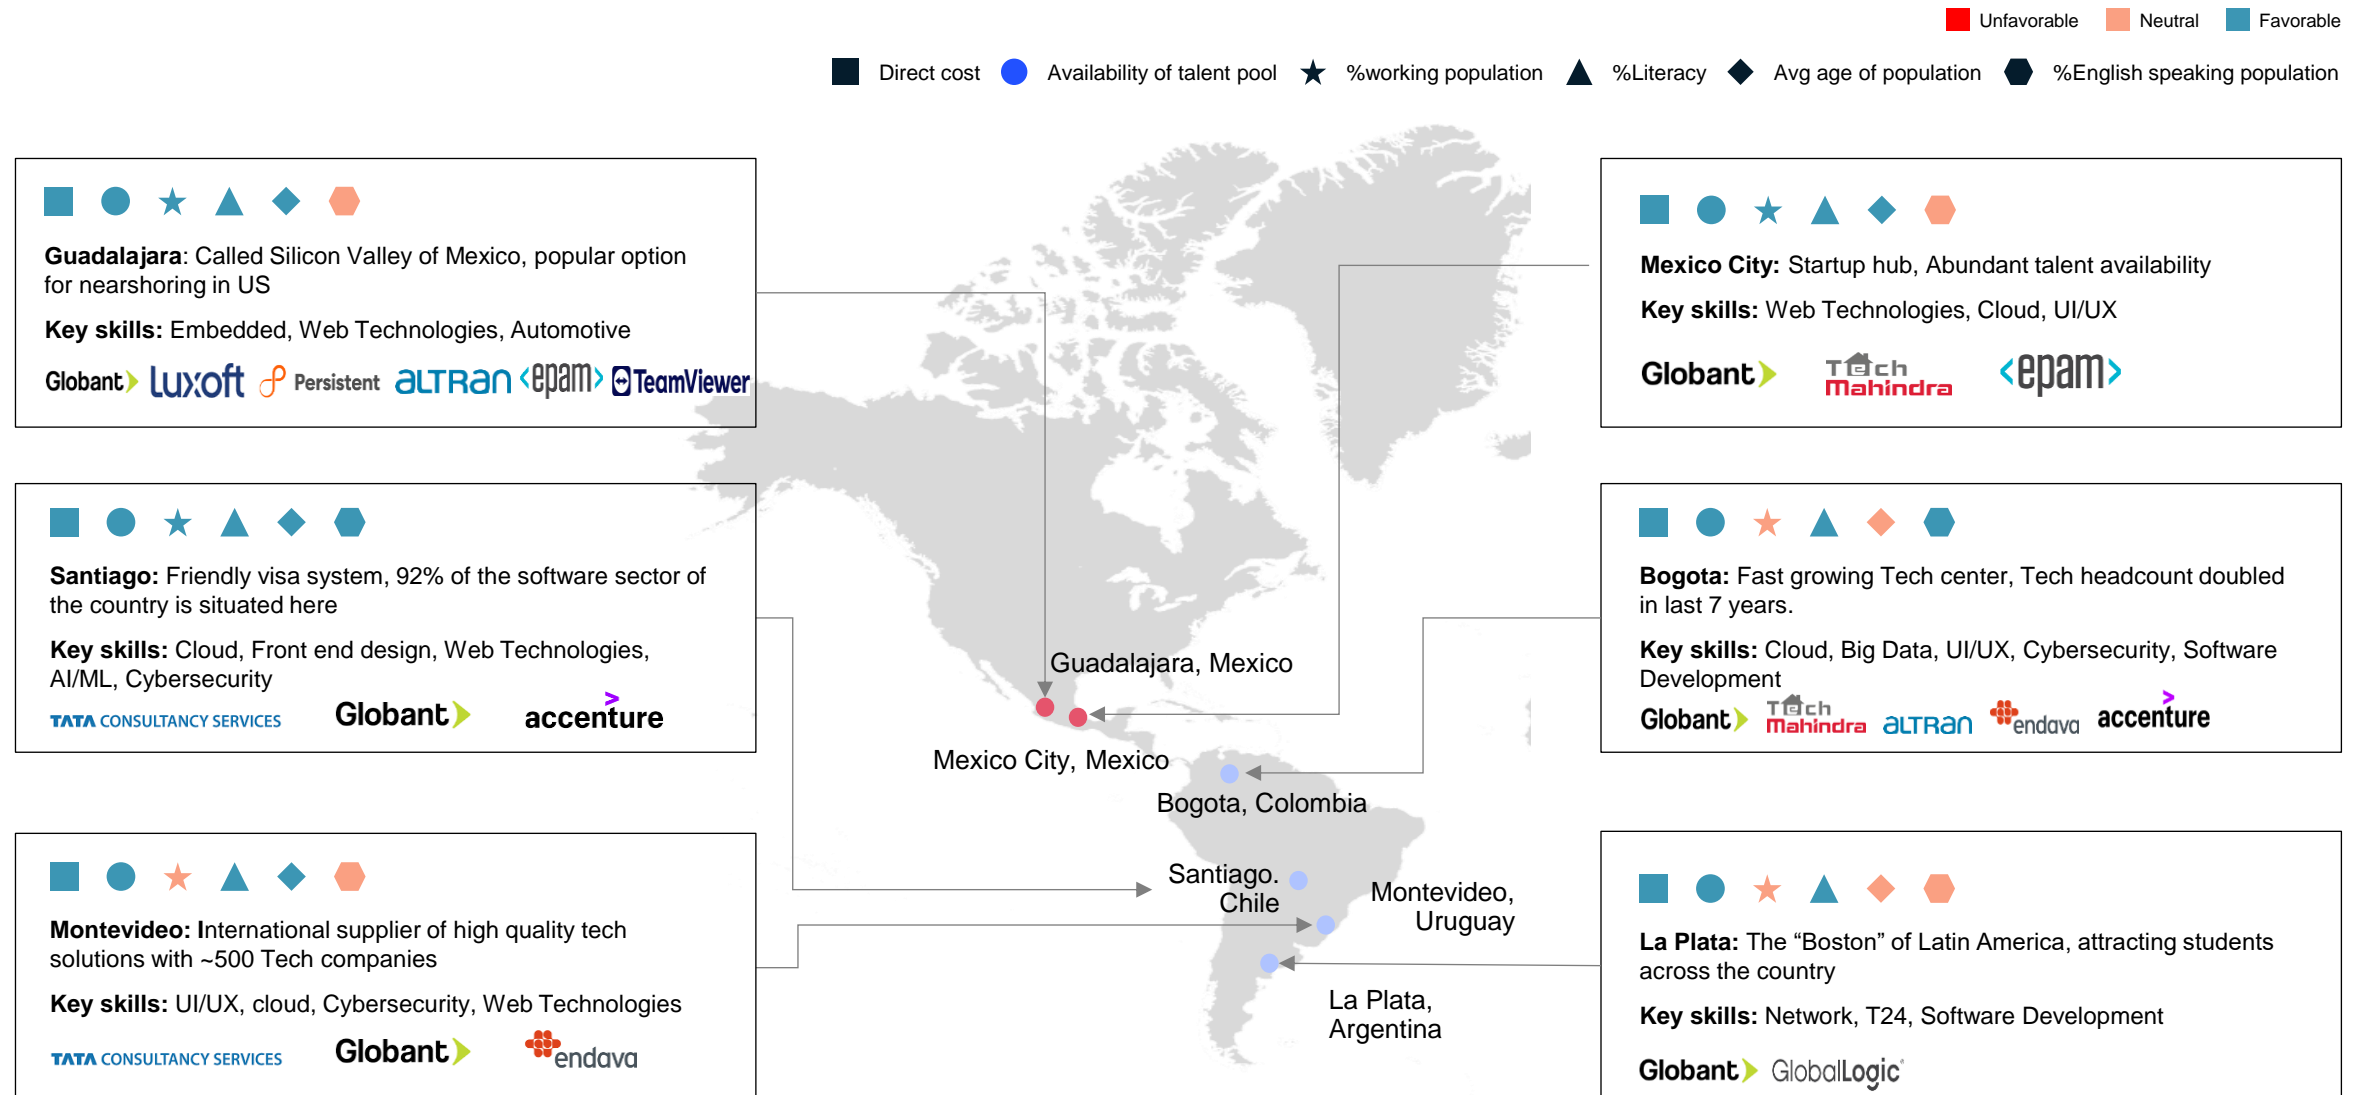 Unfavorable Neutral Favorable
Direct cost Availability of talent pool %working population %Literacy Avg age of population %English speaking population
Guadalajara: Called Silicon Valley of Mexico, popular option
for nearshoring in US
Key skills: Embedded, Web Technologies, Automotive
Globant Luxoft Persistent aLTRan <epam> TeamViewer
Mexico City: Startup hub, Abundant talent availability
Key skills: Web Technologies, Cloud, UI/UX
Globant Tech Mahindra <epam>
Santiago: Friendly visa system, 92% of the software sector of
the country is situated here
Key skills: Cloud, Front end design, Web Technologies,
AI/ML, Cybersecurity
TATA CONSULTANCY SERVICES Globant accenture
Bogota: Fast growing Tech center, Tech headcount doubled
in last 7 years.
Key skills: Cloud, Big Data, UI/UX, Cybersecurity, Software
Development
Globant Tech Mahindra aLTRan endava accenture
Guadalajara, Mexico
Mexico City, Mexico
Bogota, Colombia
Santiago.
Chile
Montevideo,
Uruguay
La Plata,
Argentina
Montevideo: International supplier of high quality tech
solutions with ~500 Tech companies
Key skills: UI/UX, cloud, Cybersecurity, Web Technologies
TATA CONSULTANCY SERVICES Globant endava
La Plata: The “Boston” of Latin America, attracting students
across the country
Key skills: Network, T24, Software Development
Globant GlobalLogic